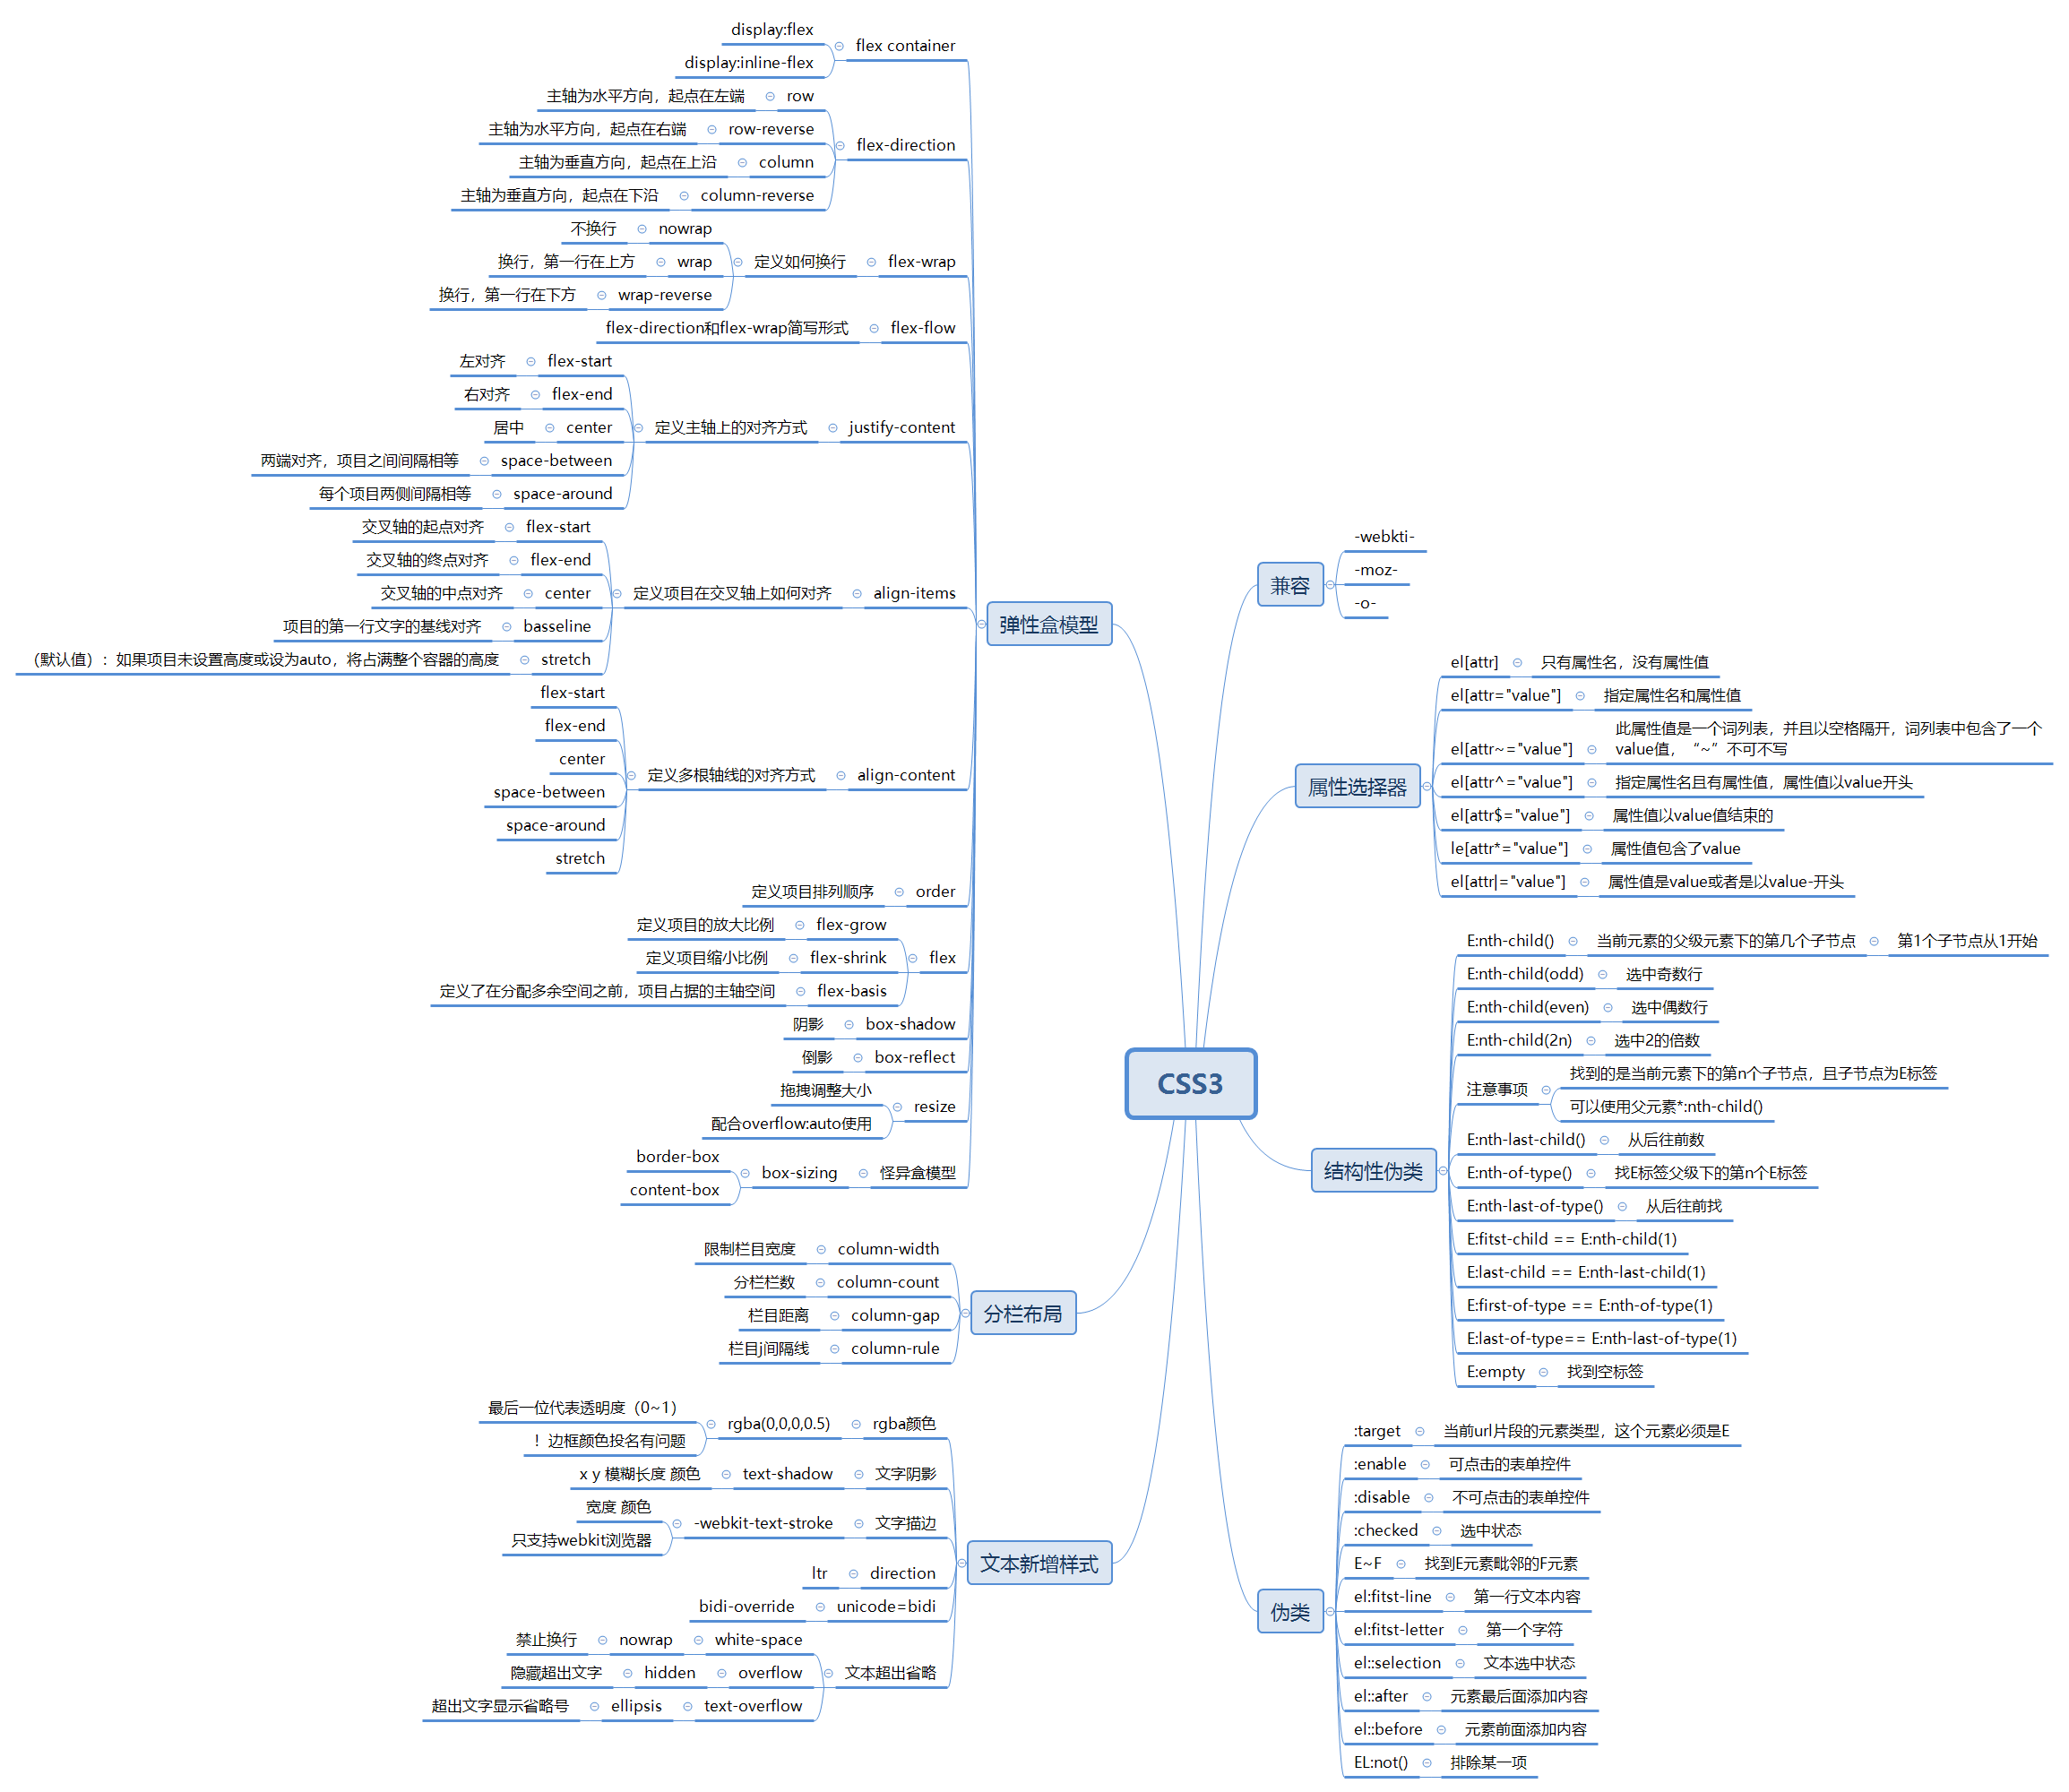 CSS3
兼容
-webkti-
-moz-
-o-
属性选择器
el[attr]
只有属性名，没有属性值
el[attr="value"]
指定属性名和属性值
el[attr~="value"]
此属性值是一个词列表，并且以空格隔开，词列表中包含了一个
value值，“~”不可不写
el[attr^="value"]
指定属性名且有属性值，属性值以value开头
el[attr$="value"]
属性值以value值结束的
le[attr*="value"]
属性值包含了value
el[attr|="value"]
属性值是value或者是以value-开头
结构性伪类
E:nth-child()
当前元素的父级元素下的第几个子节点
第1个子节点从1开始
E:nth-child(odd)
选中奇数行
E:nth-child(even)
选中偶数行
E:nth-child(2n)
选中2的倍数
注意事项
找到的是当前元素下的第n个子节点，且子节点为E标签
可以使用父元素*:nth-child()
E:nth-last-child()
从后往前数
E:nth-of-type()
找E标签父级下的第n个E标签
E:nth-last-of-type()
从后往前找
E:fitst-child == E:nth-child(1)
E:last-child == E:nth-last-child(1)
E:first-of-type == E:nth-of-type(1)
E:last-of-type== E:nth-last-of-type(1)
E:empty
找到空标签
伪类
:target
当前url片段的元素类型，这个元素必须是E
:enable
可点击的表单控件
:disable
不可点击的表单控件
:checked
选中状态
E~F
找到E元素毗邻的F元素
el:fitst-line
第一行文本内容
el:fitst-letter
第一个字符
el::selection
文本选中状态
el::after
元素最后面添加内容
el::before
元素前面添加内容
EL:not()
排除某一项
弹性盒模型
flex container
display:flex
display:inline-flex
flex-direction
row
主轴为水平方向，起点在左端
row-reverse
主轴为水平方向，起点在右端
column
主轴为垂直方向，起点在上沿
column-reverse
主轴为垂直方向，起点在下沿
flex-wrap
定义如何换行
nowrap
不换行
wrap
换行，第一行在上方
wrap-reverse
换行，第一行在下方
flex-flow
flex-direction和flex-wrap简写形式
justify-content
定义主轴上的对齐方式
flex-start
左对齐
flex-end
右对齐
center
居中
space-between
两端对齐，项目之间间隔相等
space-around
每个项目两侧间隔相等
align-items
定义项目在交叉轴上如何对齐
flex-start
交叉轴的起点对齐
flex-end
交叉轴的终点对齐
center
交叉轴的中点对齐
basseline
项目的第一行文字的基线对齐
stretch
（默认值）：如果项目未设置高度或设为auto，将占满整个容器的高度
align-content
定义多根轴线的对齐方式
flex-start
flex-end
center
space-between
space-around
stretch
order
定义项目排列顺序
flex
flex-grow
定义项目的放大比例
flex-shrink
定义项目缩小比例
flex-basis
定义了在分配多余空间之前，项目占据的主轴空间
box-shadow
阴影
box-reflect
倒影
resize
拖拽调整大小
配合overflow:auto使用
怪异盒模型
box-sizing
border-box
content-box
分栏布局
column-width
限制栏目宽度
column-count
分栏栏数
column-gap
栏目距离
column-rule
栏目j间隔线
文本新增样式
rgba颜色
rgba(0,0,0,0.5)
最后一位代表透明度（0~1）
！边框颜色投名有问题
文字阴影
text-shadow
x y 模糊长度 颜色
文字描边
-webkit-text-stroke
宽度 颜色
只支持webkit浏览器
direction
ltr
unicode=bidi
bidi-override
文本超出省略
white-space
nowrap
禁止换行
overflow
hidden
隐藏超出文字
text-overflow
ellipsis
超出文字显示省略号